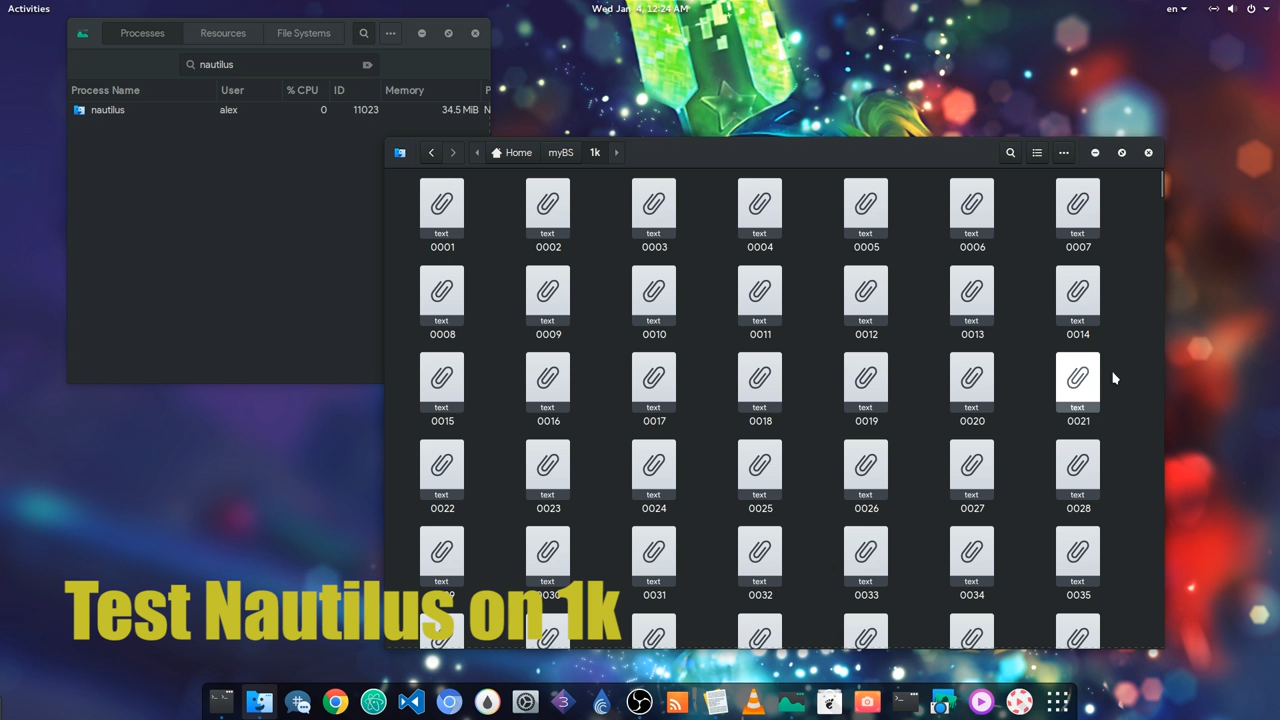 Activities
Wed Jan 4, 12:24 AM
en
Processes
Resources
File Systems
nautilus
Process Name User % CPU ID Memory P
nautilus alex 0 11023 34.5 MiB N
Home myBS 1k
text text text text text text text
0001 0002 0003 0004 0005 0006 0007
text text text text text text text
0008 0009 0010 0011 0012 0013 0014
text text text text text text text
0015 0016 0017 0018 0019 0020 0021
text text text text text text text
0022 0023 0024 0025 0026 0027 0028
text text text text text text text
0031 0032 0033 0034 0035
Test Nautilus on 1k